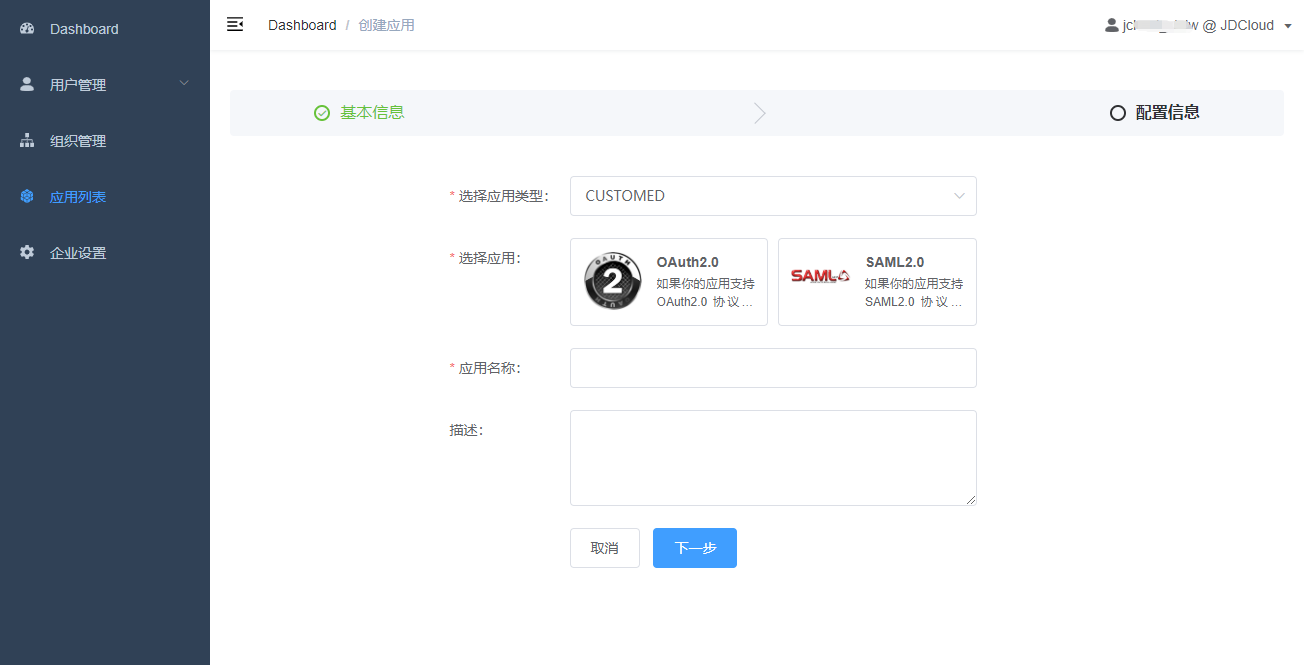 Dashboard
用户管理
组织管理
应用列表
企业设置
Dashboard / 创建应用
@ JDCloud
基本信息
配置信息
* 选择应用类型:
CUSTOMED
* 选择应用:
OAUTH
2
AUTH
OAuth2.0
如果你的应用支持
OAuth2.0 协议...
SAML
SAML2.0
如果你的应用支持
SAML2.0 协议...
* 应用名称:
描述:
取消
下一步